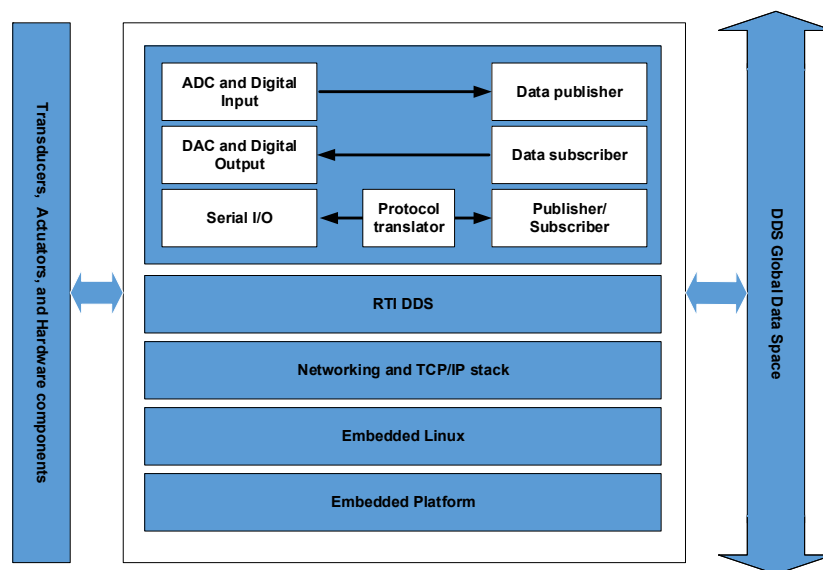 Transducers, Actuators, and Hardware components
ADC and Digital
Input
Data publisher
DAC and Digital
Output
Data subscriber
Serial I/O
Protocol
translator
Publisher/
Subscriber
RTI DDS
Networking and TCP/IP stack
Embedded Linux
Embedded Platform
DDS Global Data Space